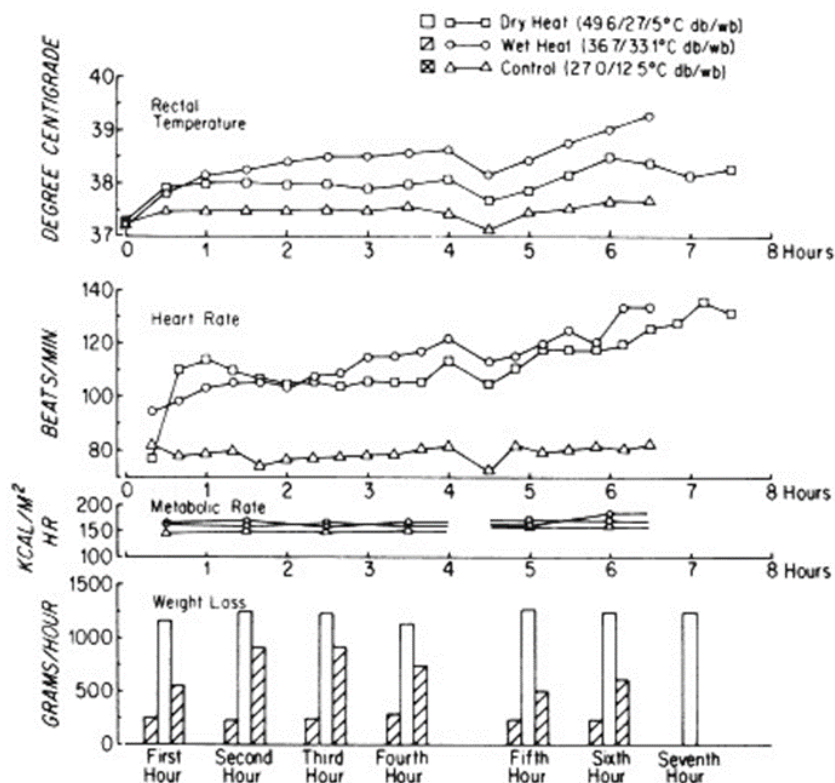 Dry Heat (49.6/27/5°C db/wb)
Wet Heat (36.7/33.1°C db/wb)
Control (27.0/12.5°C db/wb)
40
39
38
37
DEGREE CENTIGRADE
Rectal
Temperature
0 1 2 3 4 5 6 7 8 Hours
140
120
100
80
BEATS/MIN.
Heart Rate
0 1 2 3 4 5 6 7 8 Hours
200
150
100
KCAL/M²
HR
Metabolic Rate
1 2 3 4 5 6 7 8 Hours
1500
1000
500
0
GRAMS/HOUR
Weight Loss
First Second Third Fourth Fifth Sixth Seventh
Hour Hour Hour Hour Hour Hour Hour